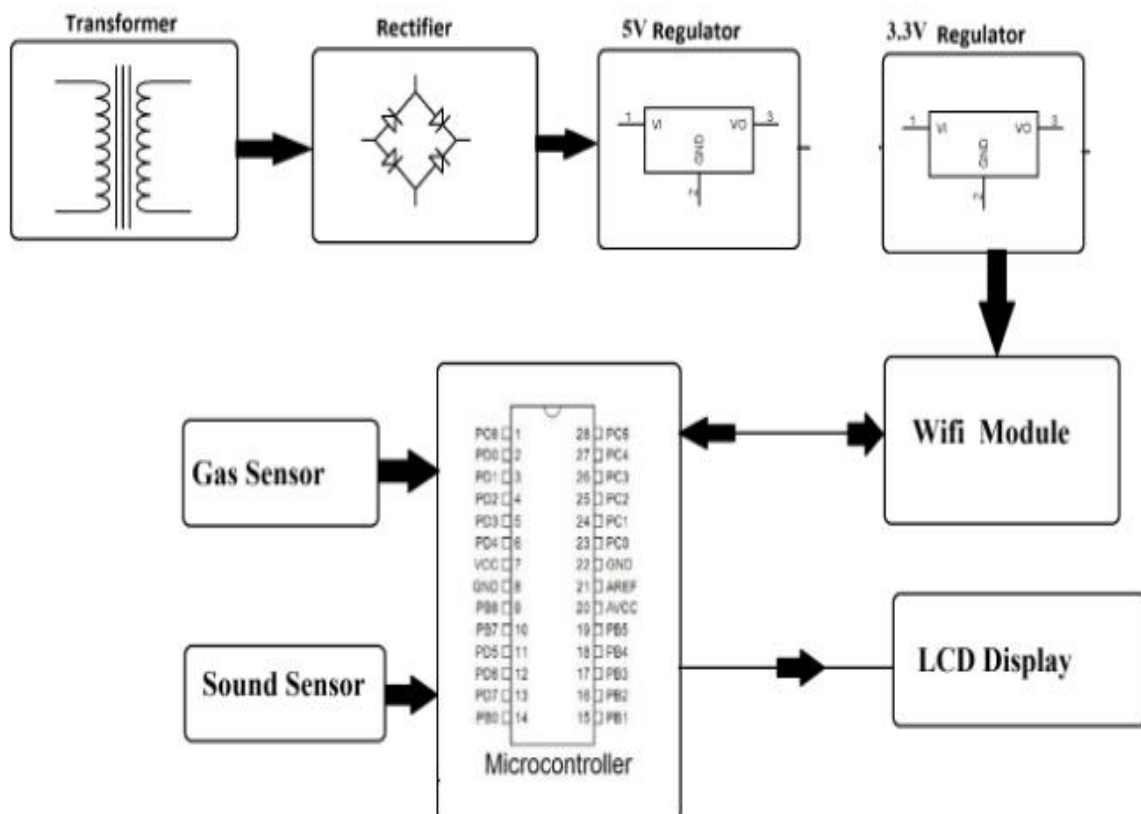 Transformer
Rectifier
5V Regulator
3.3V Regulator
1 VI VO 3
GND
2
1 VI VO 3
GND
2
Gas Sensor
Sound Sensor
PC6 1 28 PC5
PD0 2 27 PC4
PD1 3 26 PC3
PD2 4 25 PC2
PD3 5 24 PC1
PD4 6 23 PC0
VCC 7 22 GND
GND 8 21 AREF
PB6 9 20 AVCC
PB7 10 19 PB5
PD5 11 18 PB4
PD6 12 17 PB3
PD7 13 16 PB2
PB0 14 15 PB1
Microcontroller
Wifi Module
LCD Display